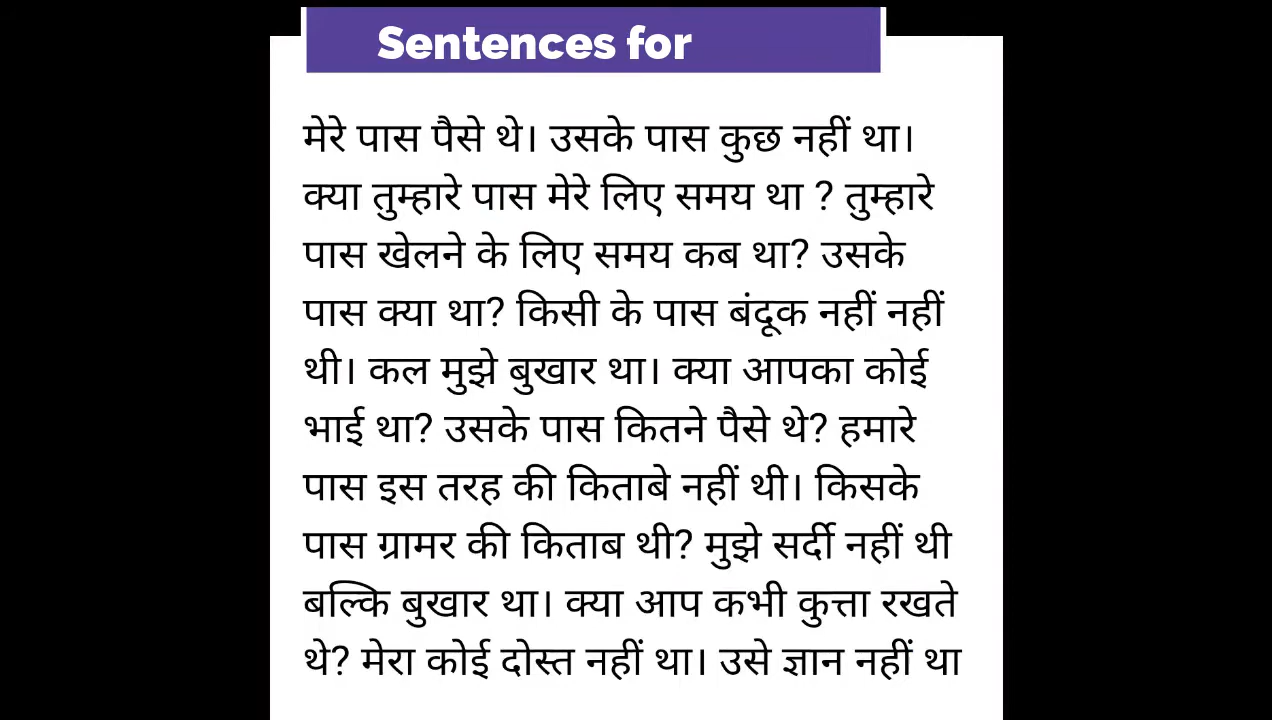 Sentences for
मेरे पास पैसे थे। उसके पास कुछ नहीं था।
क्या तुम्हारे पास मेरे लिए समय था ? तुम्हारे
पास खेलने के लिए समय कब था? उसके
पास क्या था? किसी के पास बंदूक नहीं नहीं
थी। कल मुझे बुखार था। क्या आपका कोई
भाई था? उसके पास कितने पैसे थे? हमारे
पास इस तरह की किताबे नहीं थी। किसके
पास ग्रामर की किताब थी? मुझे सर्दी नहीं थी
बल्कि बुखार था। क्या आप कभी कुत्ता रखते
थे? मेरा कोई दोस्त नहीं था। उसे ज्ञान नहीं था